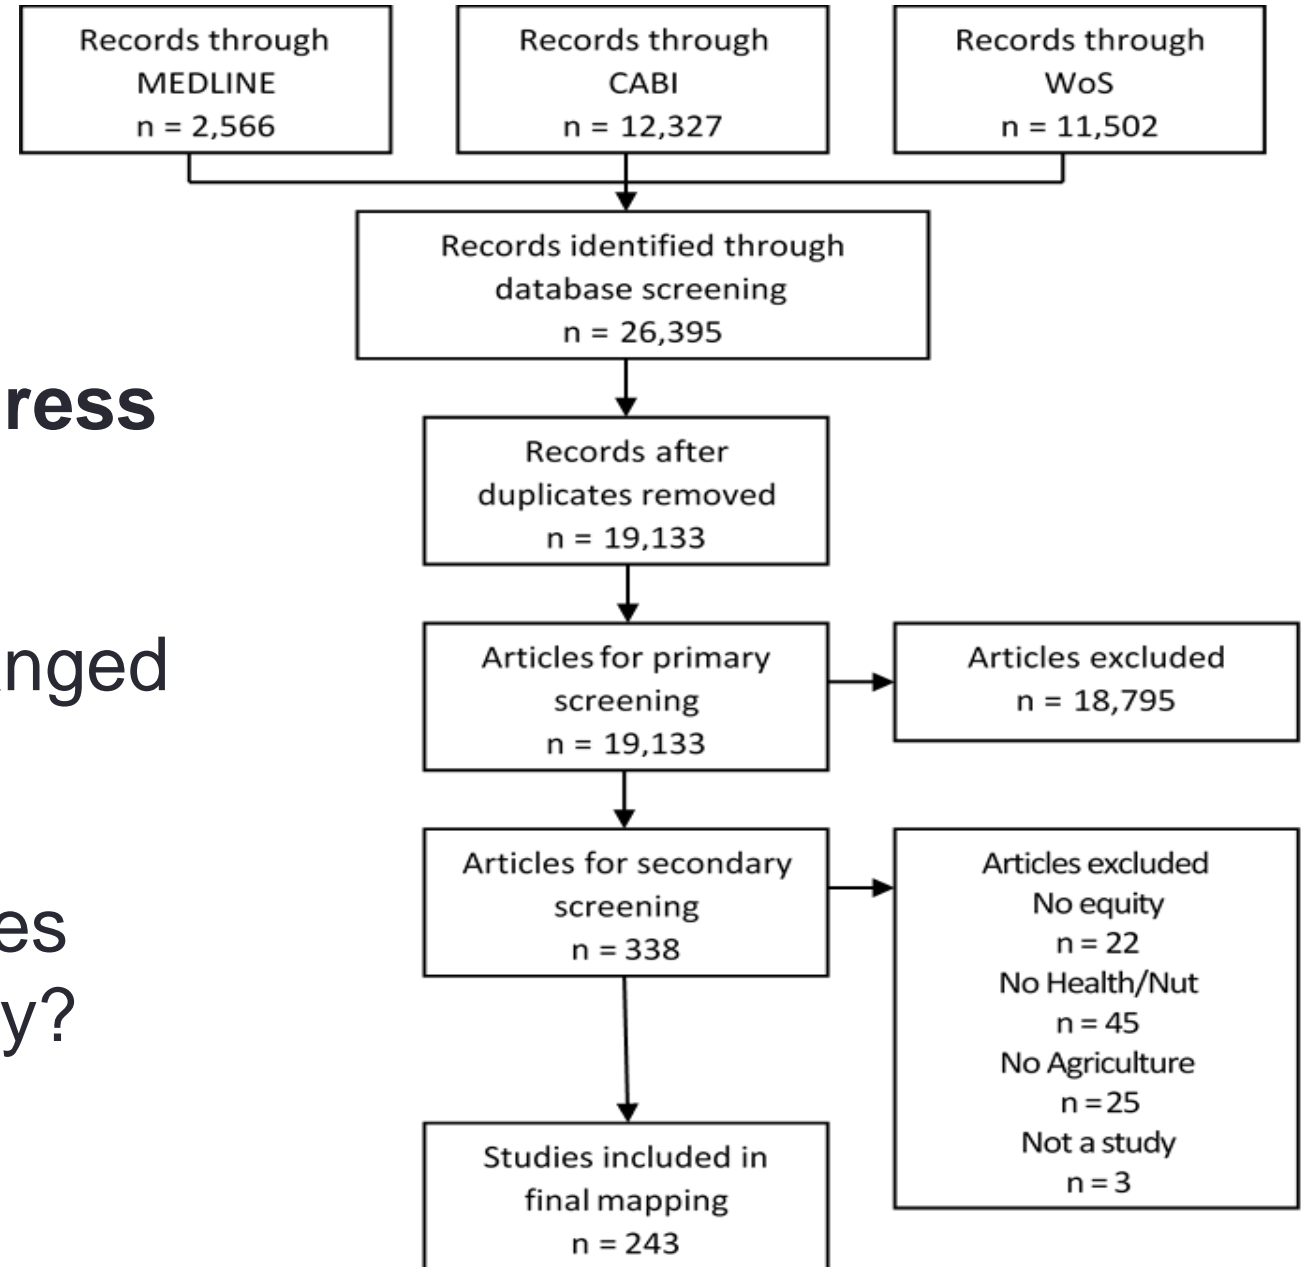 Records through
MEDLINE
n = 2,566
Records through
CABI
n = 12,327
Records through
WoS
n = 11,502
Records identified through
database screening
n = 26,395
ress
Records after
duplicates removed
n = 19,133
nged
Articles for primary
screening
n = 19,133
Articles excluded
n = 18,795
es
y?
Articles for secondary
screening
n = 338
Articles excluded
No equity
n = 22
No Health/Nut
n = 45
No Agriculture
n = 25
Not a study
n = 3
Studies included in
final mapping
n = 243